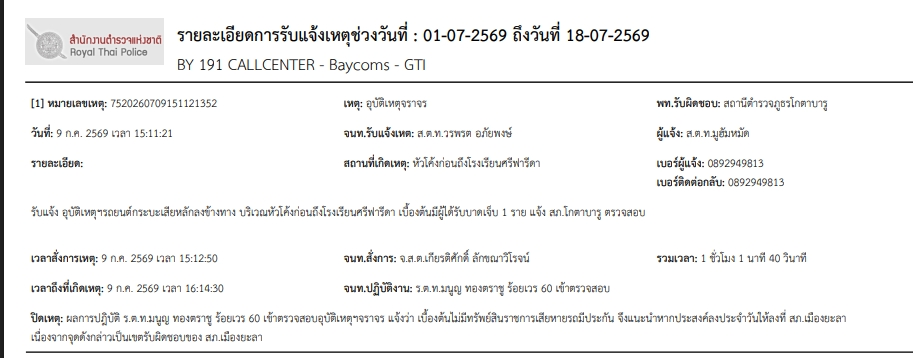 สำนักงานตำรวจแห่งชาติ
Royal Thai Police
รายละเอียดการรับแจ้งเหตุช่วงวันที่ : 01-07-2569 ถึงวันที่ 18-07-2569
BY 191 CALLCENTER - Baycoms - GTI
[1] หมายเลขเหตุ: 7520260709151121352 เหตุ: อุบัติเหตุจราจร พท.รับผิดชอบ: สถานีตำรวจภูธรโกตาบารู
วันที่: 9 ก.ค. 2569 เวลา 15:11:21 จนท.รับแจ้งเหต: ส.ต.ท.วรพรต อภัยพงษ์ ผู้แจ้ง: ส.ต.ท.มูฮัมหมัด
รายละเอียด: สถานที่เกิดเหตุ: หัวโค้งก่อนถึงโรงเรียนศรีฟารีดา เบอร์ผู้แจ้ง: 0892949813
เบอร์ติดต่อกลับ: 0892949813
รับแจ้ง อุบัติเหตุฯรถยนต์กระบะเสียหลักลงข้างทาง บริเวณหัวโค้งก่อนถึงโรงเรียนศรีฟารีดา เบื้องต้นมีผู้ได้รับบาดเจ็บ 1 ราย แจ้ง สภ.โกตาบารู ตรวจสอบ
เวลาสั่งการเหตุ: 9 ก.ค. 2569 เวลา 15:12:50 จนท.สั่งการ: จ.ส.ต.เกียรติศักดิ์ ลักขณาวิโรจน์ รวมเวลา: 1 ชั่วโมง 1 นาที 40 วินาที
เวลาถึงที่เกิดเหตุ: 9 ก.ค. 2569 เวลา 16:14:30 จนท.ปฏิบัติงาน: ร.ต.ท.มนูญ ทองตราชู ร้อยเวร 60 เข้าตรวจสอบ
ปิดเหตุ: ผลการปฏิบัติ ร.ต.ท.มนูญ ทองตราชู ร้อยเวร 60 เข้าตรวจสอบอุบัติเหตุฯจราจร แจ้งว่า เบื้องต้นไม่มีทรัพย์สินราชการเสียหายรถมีประกัน จึงแนะนำหากประสงค์ลงประจำวันให้ลงที่ สภ.เมืองยะลา
เนื่องจากจุดดังกล่าวเป็นเขตรับผิดชอบของ สภ.เมืองยะลา